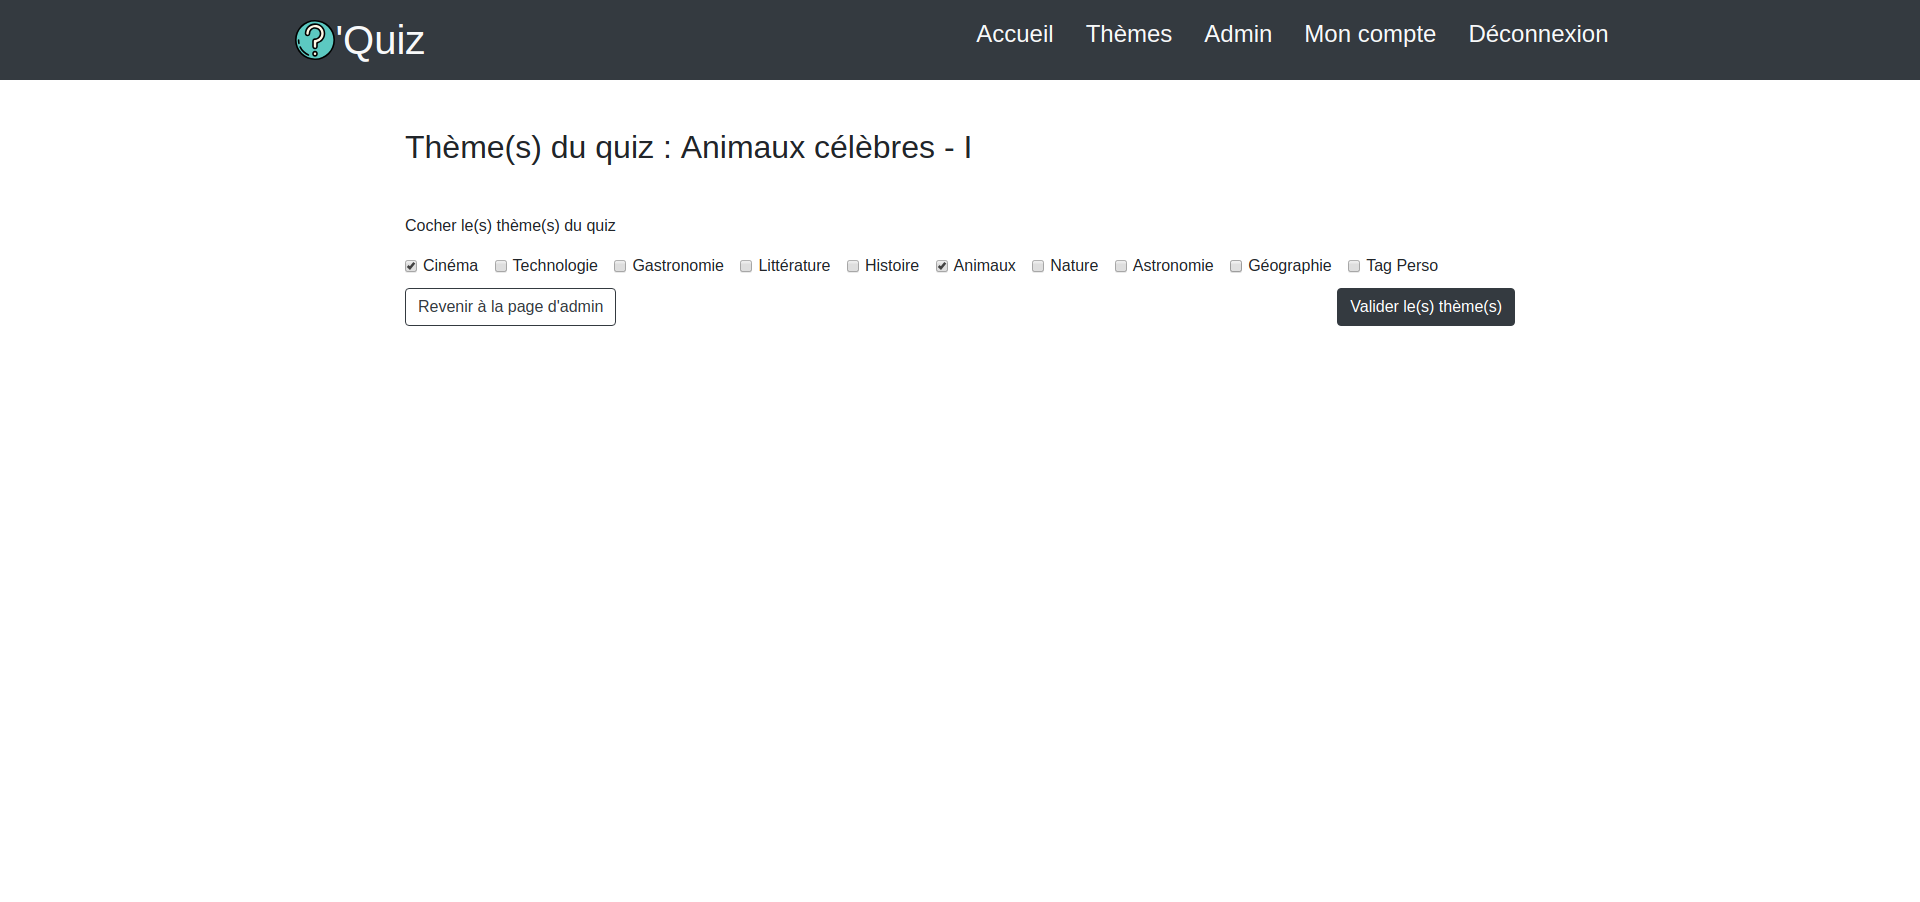 ?'Quiz Accueil Thèmes Admin Mon compte Déconnexion
Thème(s) du quiz : Animaux célèbres - I
Cocher le(s) thème(s) du quiz
Cinéma Technologie Gastronomie Littérature Histoire Animaux Nature Astronomie Géographie Tag Perso
Revenir à la page d'admin Valider le(s) thème(s)